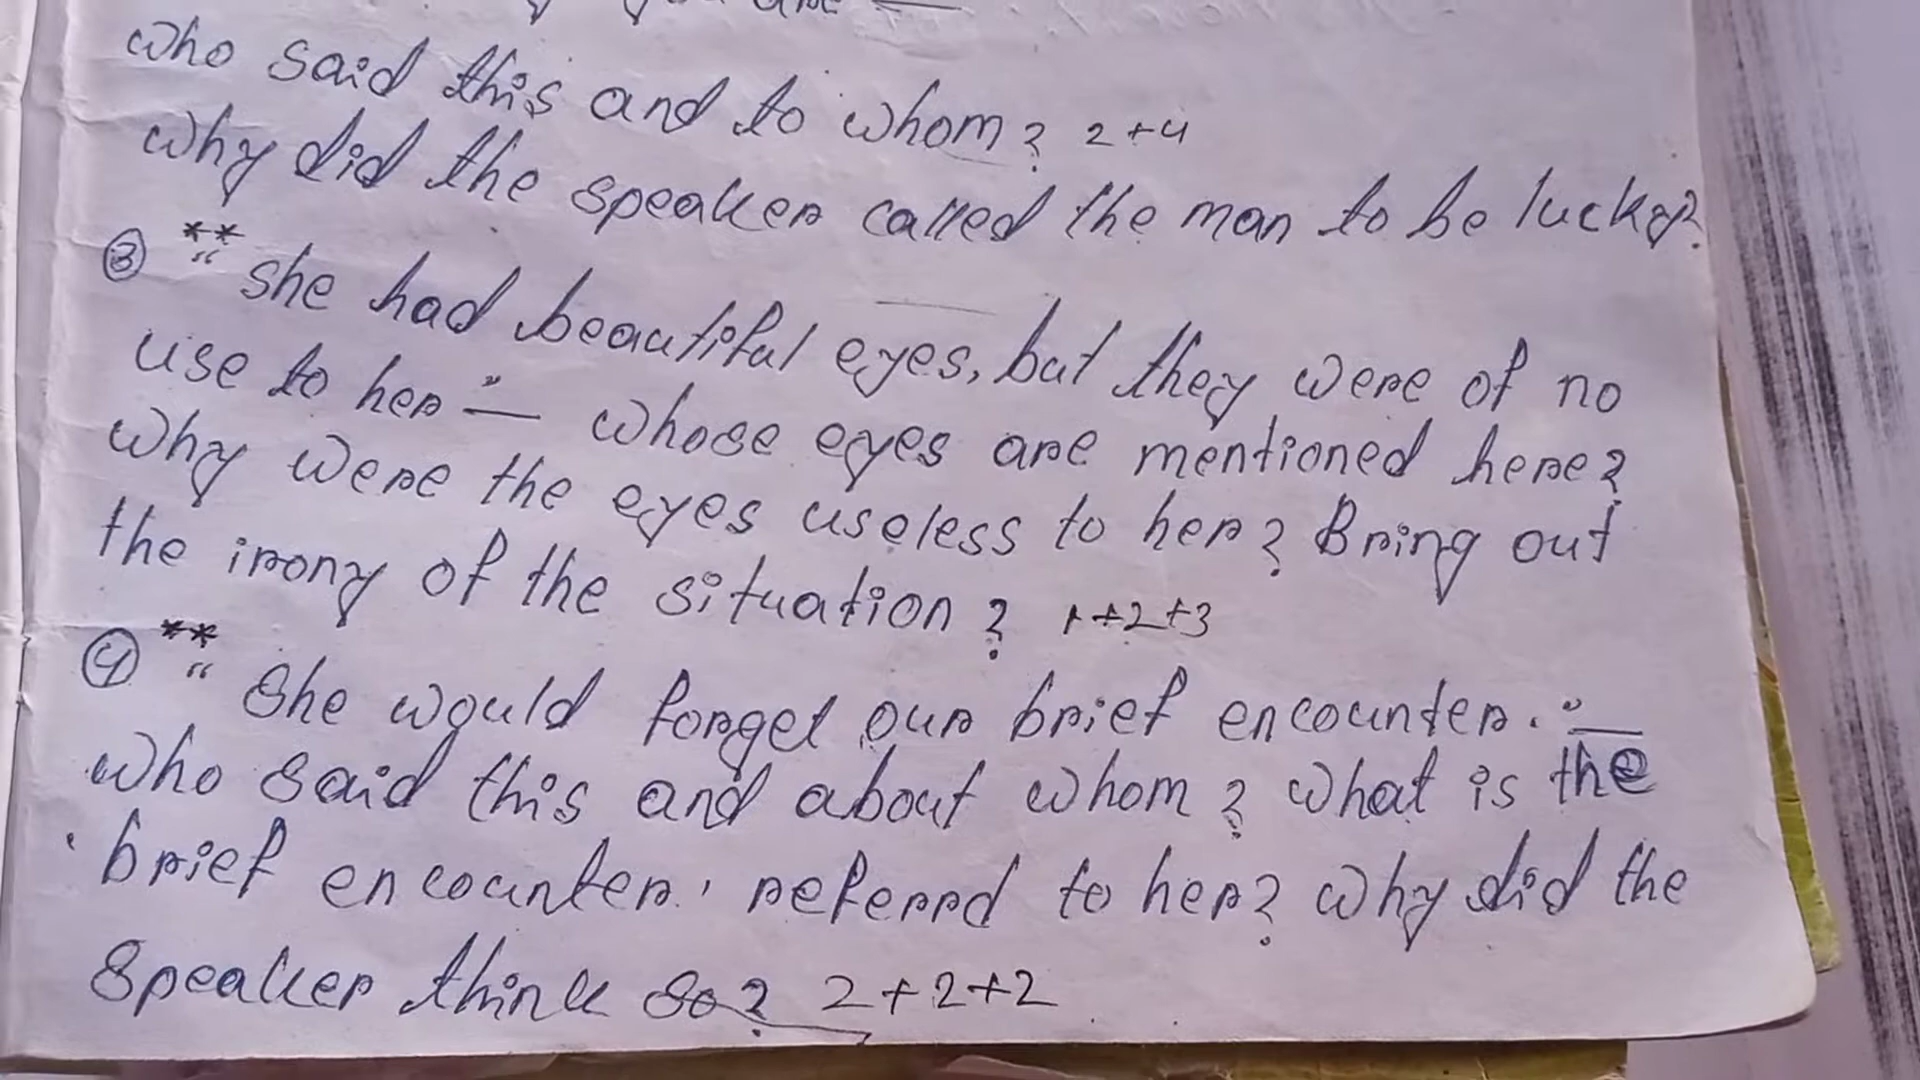 who said this and to whom? 2+4
why did the speaker called the man to be lucky?
③ ** "she had beautiful eyes, but they were of no
use to her" — whose eyes are mentioned here?
why were the eyes useless to her? Bring out
the irony of the situation? 1+2+3
④ ** "she would forget our brief encounter." —
who said this and about whom? what is the
'brief encounter' referrd to her? why did the
speaker think so? 2+2+2